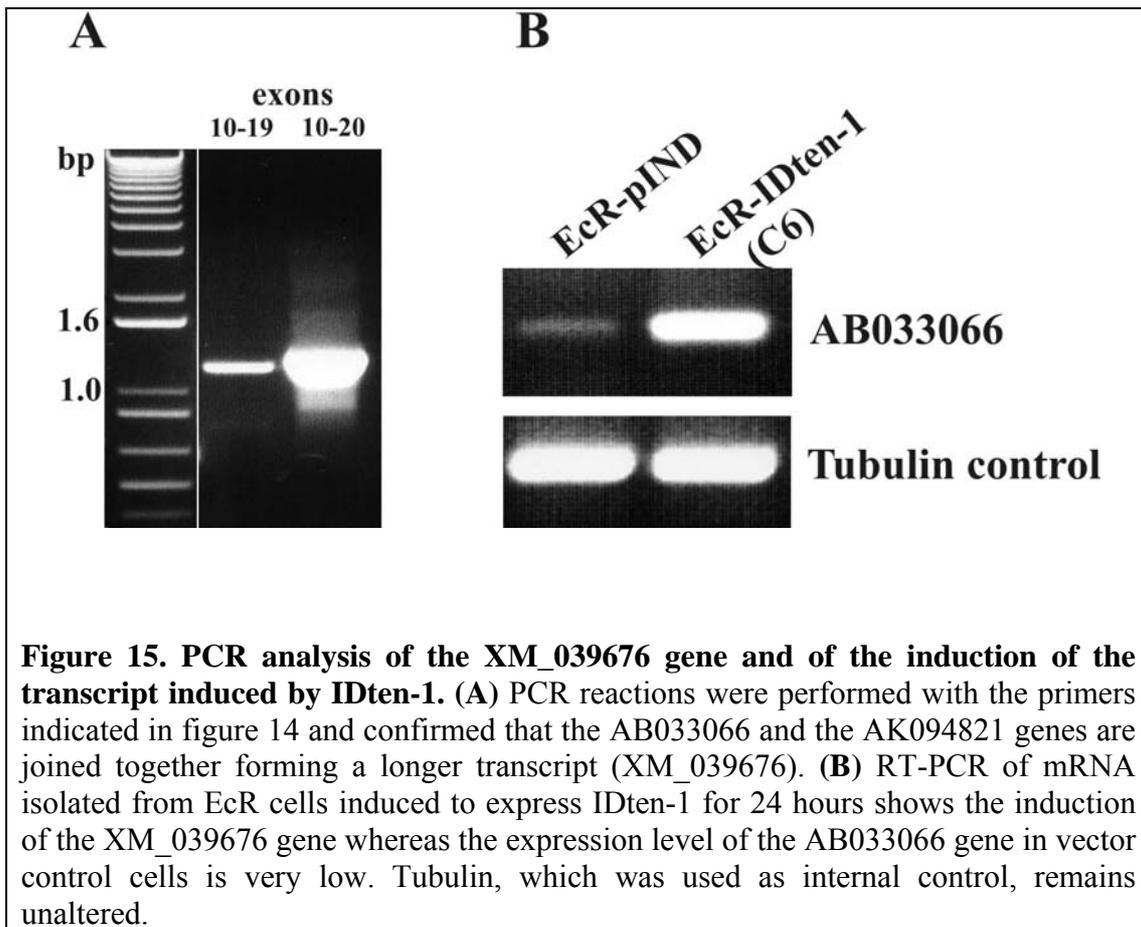 A
B
exons
10-19 10-20
bp
1.6
1.0
EcR-pIND
EcR-IDten-1
(C6)
AB033066
Tubulin control
Figure 15. PCR analysis of the XM_039676 gene and of the induction of the
transcript induced by IDten-1. (A) PCR reactions were performed with the primers
indicated in figure 14 and confirmed that the AB033066 and the AK094821 genes are
joined together forming a longer transcript (XM_039676). (B) RT-PCR of mRNA
isolated from EcR cells induced to express IDten-1 for 24 hours shows the induction
of the XM_039676 gene whereas the expression level of the AB033066 gene in vector
control cells is very low. Tubulin, which was used as internal control, remains
unaltered.